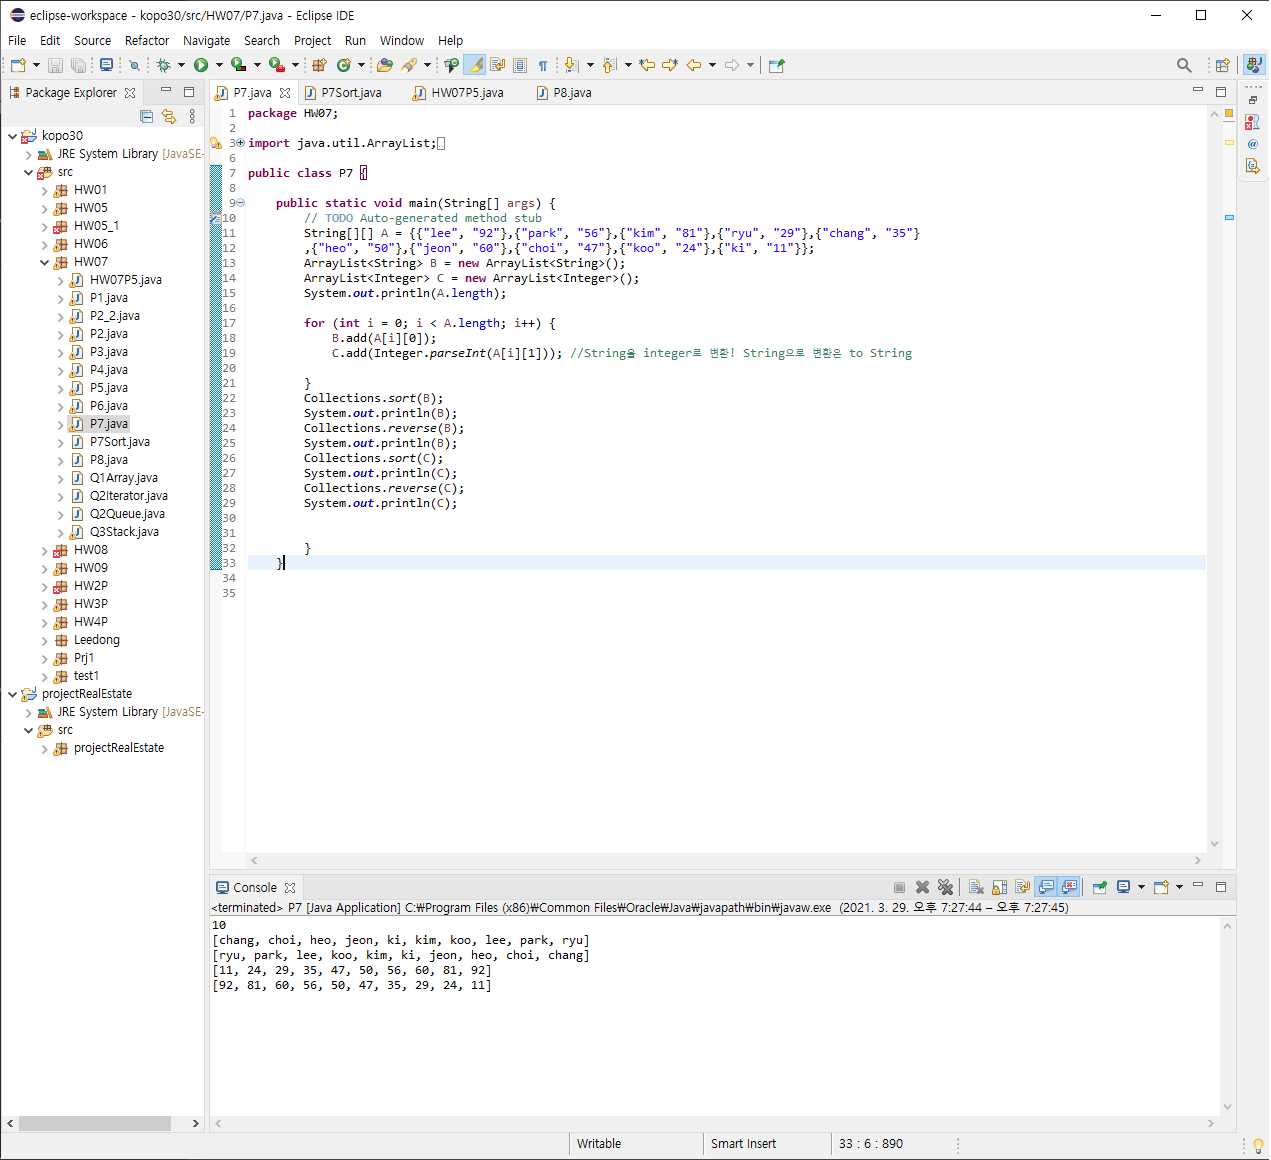 eclipse-workspace - kopo30/src/HW07/P7.java - Eclipse IDE
File Edit Source Refactor Navigate Search Project Run Window Help
Package Explorer
kopo30
JRE System Library [JavaSE-
src
HW01
HW05
HW05_1
HW06
HW07
HW07P5.java
P1.java
P2_2.java
P2.java
P3.java
P4.java
P5.java
P6.java
P7.java
P7Sort.java
P8.java
Q1Array.java
Q2Iterator.java
Q2Queue.java
Q3Stack.java
HW08
HW09
HW2P
HW3P
HW4P
Leedong
Prj1
test1
projectRealEstate
JRE System Library [JavaSE-
src
projectRealEstate
P7.java P7Sort.java HW07P5.java P8.java
1 package HW07;
2
3 import java.util.ArrayList;
6
7 public class P7 {
8
9 public static void main(String[] args) {
10 // TODO Auto-generated method stub
11 String[][] A = {{"lee", "92"},{"park", "56"},{"kim", "81"},{"ryu", "29"},{"chang", "35"}
12 ,{"heo", "50"},{"jeon", "60"},{"choi", "47"},{"koo", "24"},{"ki", "11"}};
13 ArrayList<String> B = new ArrayList<String>();
14 ArrayList<Integer> C = new ArrayList<Integer>();
15 System.out.println(A.length);
16
17 for (int i = 0; i < A.length; i++) {
18 B.add(A[i][0]);
19 C.add(Integer.parseInt(A[i][1])); //String을 integer로 변환! String으로 변환은 to String
20
21 }
22 Collections.sort(B);
23 System.out.println(B);
24 Collections.reverse(B);
25 System.out.println(B);
26 Collections.sort(C);
27 System.out.println(C);
28 Collections.reverse(C);
29 System.out.println(C);
30
31
32 }
33 }
34
35
Console
<terminated> P7 [Java Application] C:₩Program Files (x86)₩Common Files₩Oracle₩Java₩javapath₩bin₩javaw.exe (2021. 3. 29. 오후 7:27:44 – 오후 7:27:45)
10
[chang, choi, heo, jeon, ki, kim, koo, lee, park, ryu]
[ryu, park, lee, koo, kim, ki, jeon, heo, choi, chang]
[11, 24, 29, 35, 47, 50, 56, 60, 81, 92]
[92, 81, 60, 56, 50, 47, 35, 29, 24, 11]
Writable Smart Insert 33 : 6 : 890